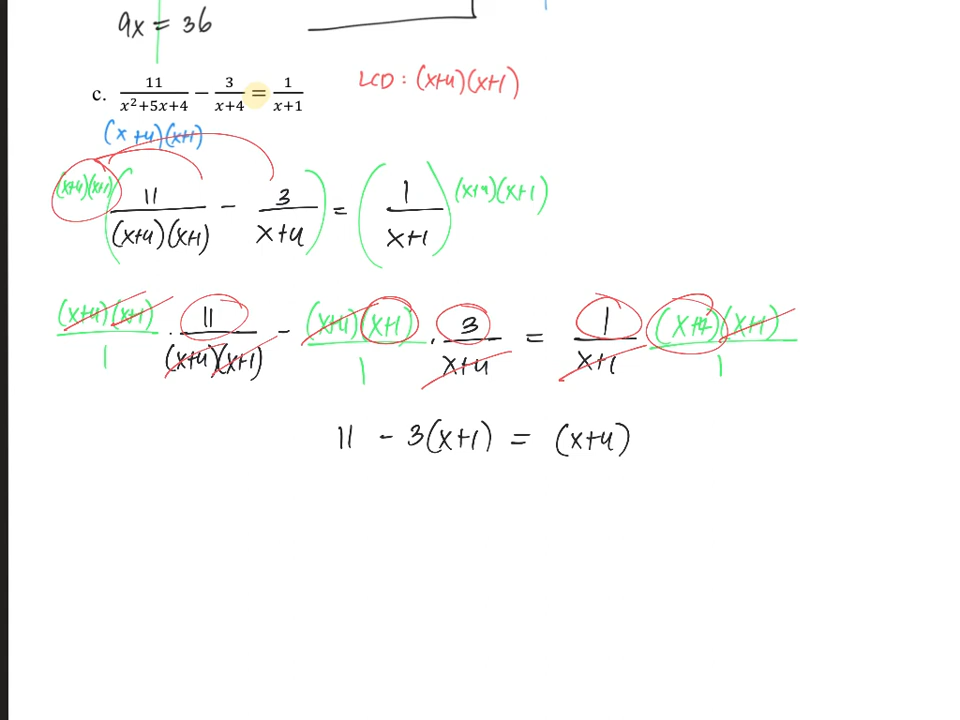 9x = 36
c. 11/(x²+5x+4) − 3/(x+4) = 1/(x+1) LCD : (x+4)(x+1)
(x+4)(x+1)
(x+4)(x+1) ( 11/((x+4)(x+1)) − 3/(x+4) ) = ( 1/(x+1) ) (x+4)(x+1)
(x+4)(x+1)/1 · 11/((x+4)(x+1)) − (x+4)(x+1)/1 · 3/(x+4) = 1/(x+1) (x+4)(x+1)/1
11 − 3(x+1) = (x+4)